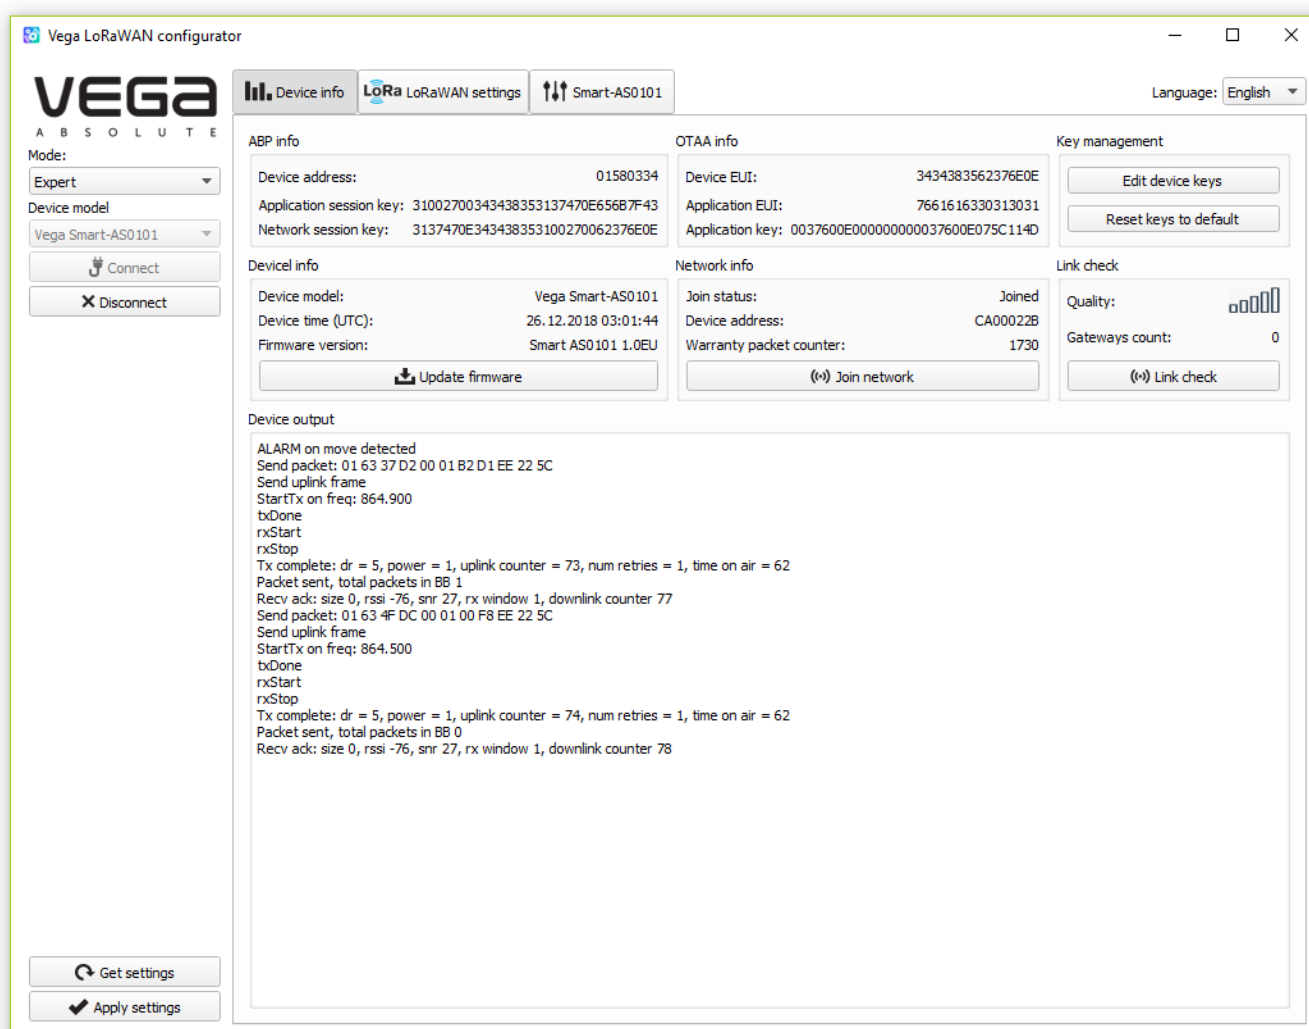 Vega LoRaWAN configurator
VEGA
ABSOLUTE
Mode:
Expert
Device model
Vega Smart-AS0101
Connect
Disconnect
Get settings
Apply settings
Device info
LoRa LoRaWAN settings
Smart-AS0101
Language: English
ABP info
Device address: 01580334
Application session key: 31002700343438353137470E656B7F43
Network session key: 3137470E343438353100270062376E0E
OTAA info
Device EUI: 3434383562376E0E
Application EUI: 7661616330313031
Application key: 0037600E000000000037600E075C114D
Key management
Edit device keys
Reset keys to default
Devicel info
Device model: Vega Smart-AS0101
Device time (UTC): 26.12.2018 03:01:44
Firmware version: Smart AS0101 1.0EU
Update firmware
Network info
Join status: Joined
Device address: CA00022B
Warranty packet counter: 1730
Join network
Link check
Quality:
Gateways count: 0
Link check
Device output
ALARM on move detected
Send packet: 01 63 37 D2 00 01 B2 D1 EE 22 5C
Send uplink frame
StartTx on freq: 864.900
txDone
rxStart
rxStop
Tx complete: dr = 5, power = 1, uplink counter = 73, num retries = 1, time on air = 62
Packet sent, total packets in BB 1
Recv ack: size 0, rssi -76, snr 27, rx window 1, downlink counter 77
Send packet: 01 63 4F DC 00 01 00 F8 EE 22 5C
Send uplink frame
StartTx on freq: 864.500
txDone
rxStart
rxStop
Tx complete: dr = 5, power = 1, uplink counter = 74, num retries = 1, time on air = 62
Packet sent, total packets in BB 0
Recv ack: size 0, rssi -76, snr 27, rx window 1, downlink counter 78